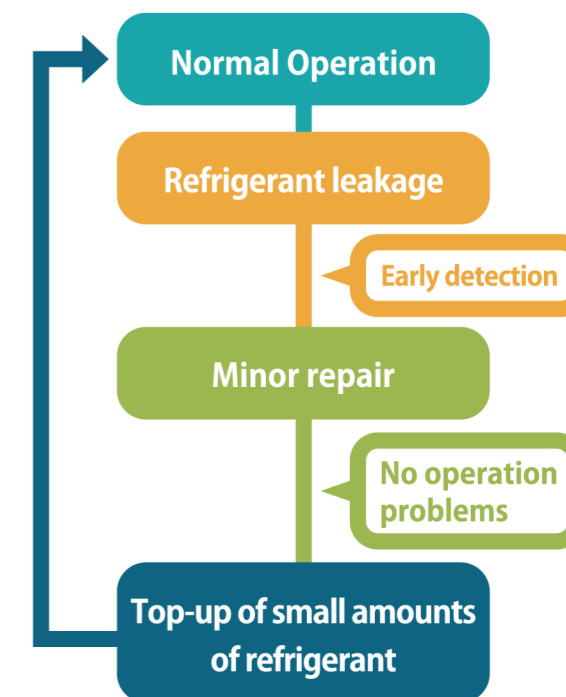 Normal Operation
Refrigerant leakage
Early detection
Minor repair
No operation
problems
Top-up of small amounts
of refrigerant